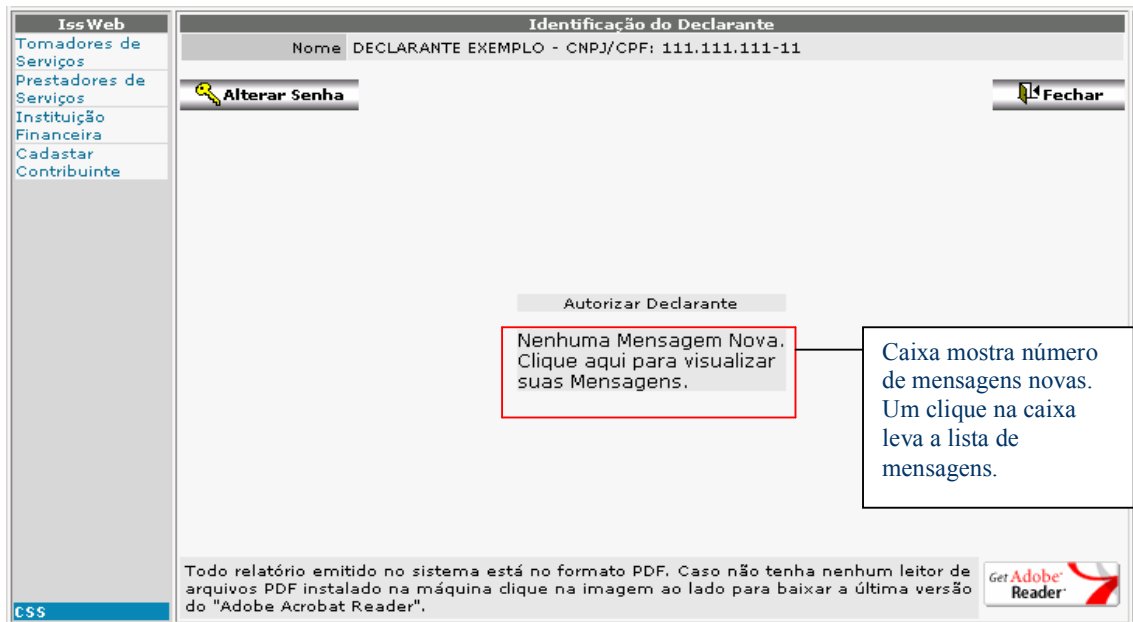 IssWeb
Tomadores de
Serviços
Prestadores de
Serviços
Instituição
Financeira
Cadastar
Contribuinte
css
Identificação do Declarante
Nome DECLARANTE EXEMPLO - CNPJ/CPF: 111.111.111-11
Alterar Senha
Fechar
Autorizar Declarante
Nenhuma Mensagem Nova.
Clique aqui para visualizar
suas Mensagens.
Caixa mostra número
de mensagens novas.
Um clique na caixa
leva a lista de
mensagens.
Todo relatório emitido no sistema está no formato PDF. Caso não tenha nenhum leitor de
arquivos PDF instalado na máquina clique na imagem ao lado para baixar a última versão
do "Adobe Acrobat Reader".
Get Adobe
Reader